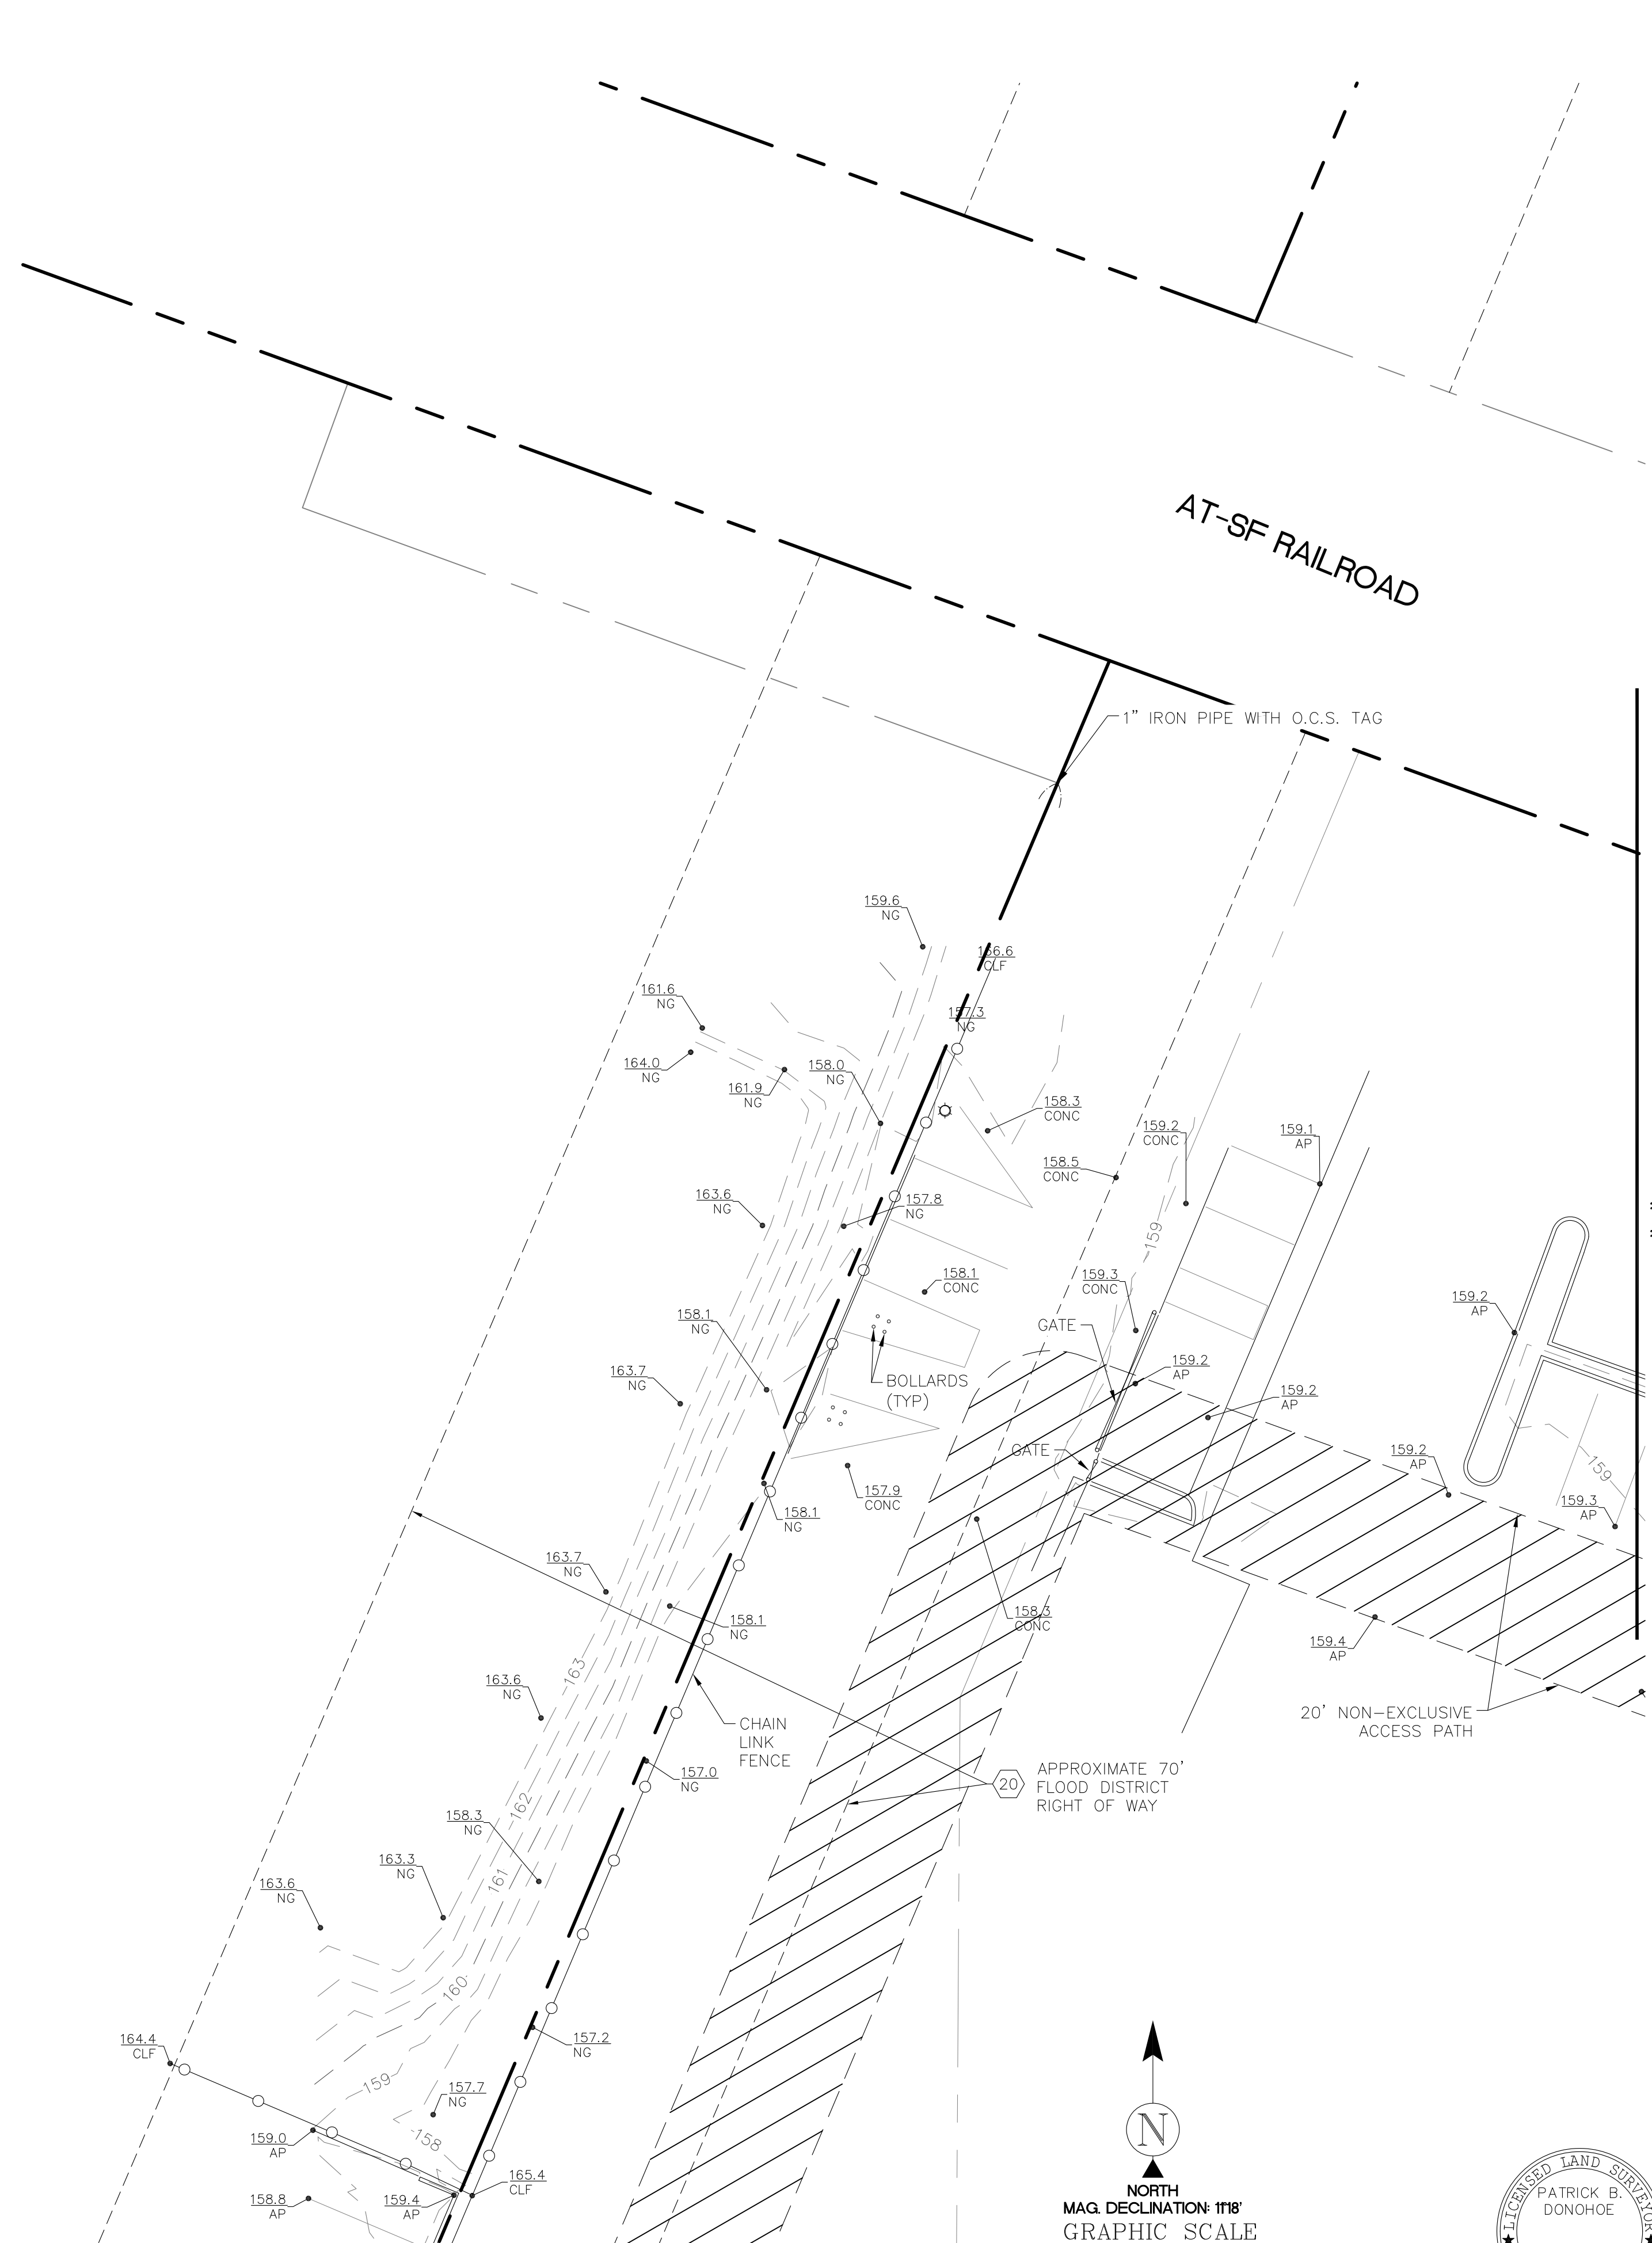 AT-SF RAILROAD
1" IRON PIPE WITH O.C.S. TAG
159.6
NG
166.6
CLF
161.6
NG
157.3
NG
164.0
NG
158.0
NG
161.9
NG
158.3
CONC
159.2
CONC
159.1
AP
158.5
CONC
163.6
NG
157.8
NG
159
158.1
CONC
159.3
CONC
159.2
AP
158.1
NG
GATE
163.7
NG
159.2
AP
BOLLARDS
(TYP)
159.2
AP
GATE
159.2
AP
159
157.9
CONC
158.1
NG
159.3
AP
163.7
NG
158.1
NG
158.3
CONC
159.4
AP
163
163.6
NG
20' NON-EXCLUSIVE
ACCESS PATH
CHAIN
LINK
FENCE
157.0
NG
20
APPROXIMATE 70'
FLOOD DISTRICT
RIGHT OF WAY
162
158.3
NG
163.3
NG
161
163.6
NG
160
164.4
CLF
157.2
NG
159
157.7
NG
158
159.0
AP
165.4
CLF
158.8
AP
159.4
AP
N
NORTH
MAG. DECLINATION: 11°18'
GRAPHIC SCALE
LICENSED LAND SURVEYOR
PATRICK B.
DONOHOE